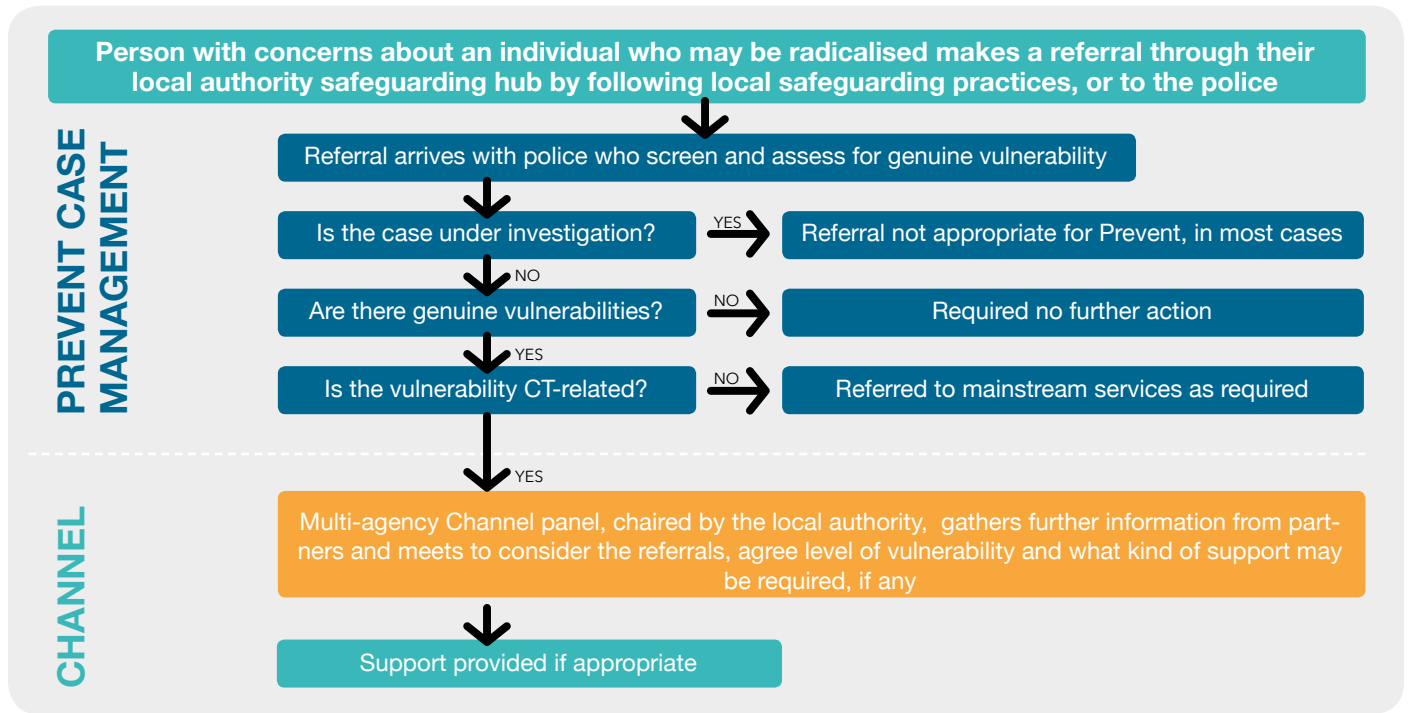 Person with concerns about an individual who may be radicalised makes a referral through their
local authority safeguarding hub by following local safeguarding practices, or to the police
PREVENT CASE
MANAGEMENT
Referral arrives with police who screen and assess for genuine vulnerability
Is the case under investigation?
YES
Referral not appropriate for Prevent, in most cases
NO
Are there genuine vulnerabilities?
NO
Required no further action
YES
Is the vulnerability CT-related?
NO
Referred to mainstream services as required
YES
CHANNEL
Multi-agency Channel panel, chaired by the local authority,  gathers further information from part-
ners and meets to consider the referrals, agree level of vulnerability and what kind of support may
be required, if any
Support provided if appropriate